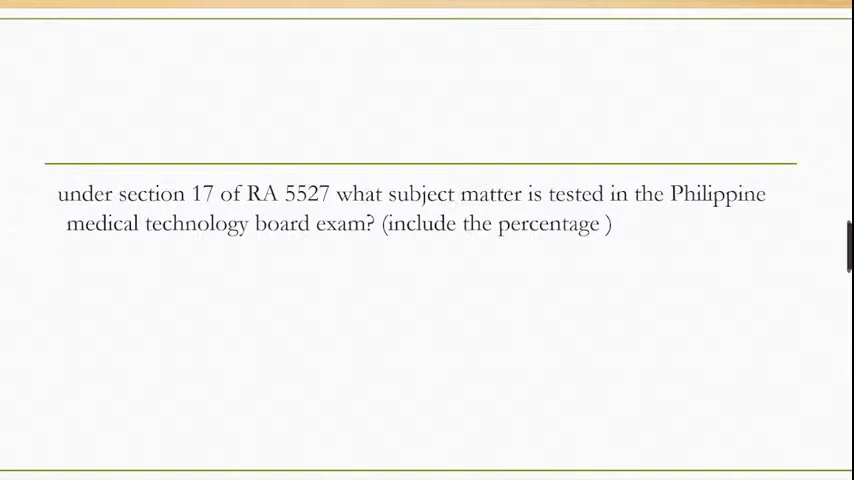 under section 17 of RA 5527 what subject matter is tested in the Philippine
medical technology board exam? (include the percentage )